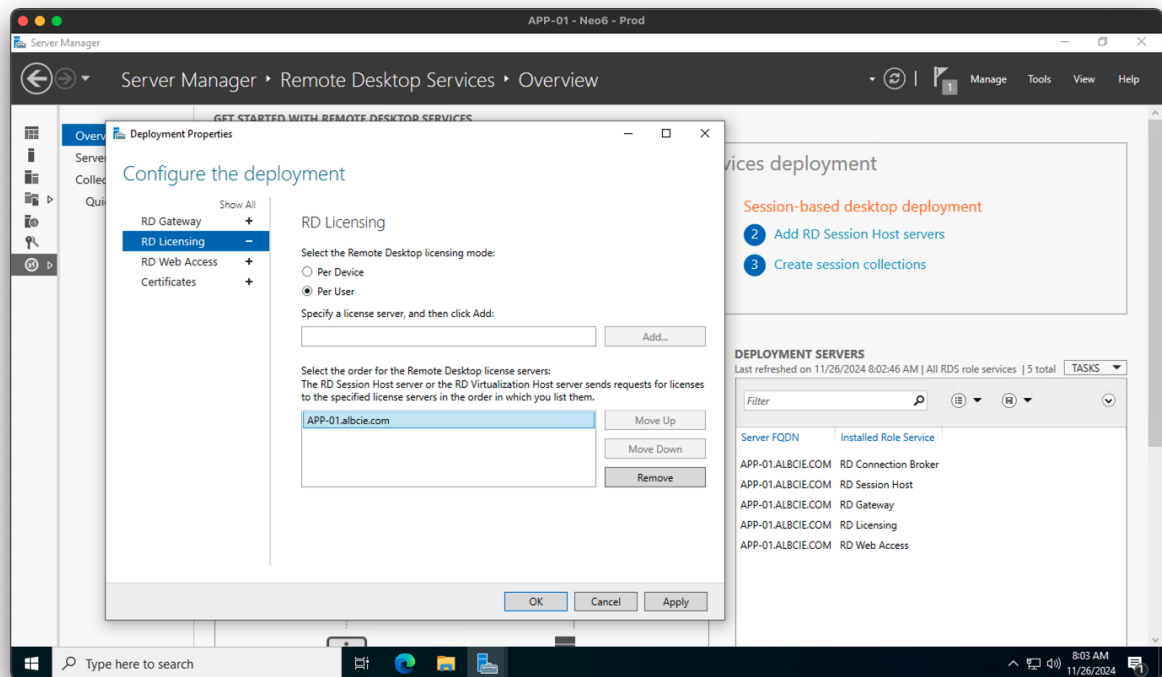 APP-01 - Neo6 - Prod
Server Manager
Server Manager • Remote Desktop Services • Overview
1
Manage
Tools
View
Help
GET STARTED WITH REMOTE DESKTOP SERVICES
Overv
Server
Collec
Qui
Deployment Properties
Configure the deployment
Show All
RD Gateway +
RD Licensing –
RD Web Access +
Certificates +
RD Licensing
Select the Remote Desktop licensing mode:
Per Device
Per User
Specify a license server, and then click Add:
Add...
Select the order for the Remote Desktop license servers:
The RD Session Host server or the RD Virtualization Host server sends requests for licenses
to the specified license servers in the order in which you list them.
APP-01.albcie.com
Move Up
Move Down
Remove
OK
Cancel
Apply
vices deployment
Session-based desktop deployment
2 Add RD Session Host servers
3 Create session collections
DEPLOYMENT SERVERS
Last refreshed on 11/26/2024 8:02:46 AM | All RDS role services | 5 total
TASKS
Filter
Server FQDN Installed Role Service
APP-01.ALBCIE.COM RD Connection Broker
APP-01.ALBCIE.COM RD Session Host
APP-01.ALBCIE.COM RD Gateway
APP-01.ALBCIE.COM RD Licensing
APP-01.ALBCIE.COM RD Web Access
Type here to search
8:03 AM
11/26/2024
1